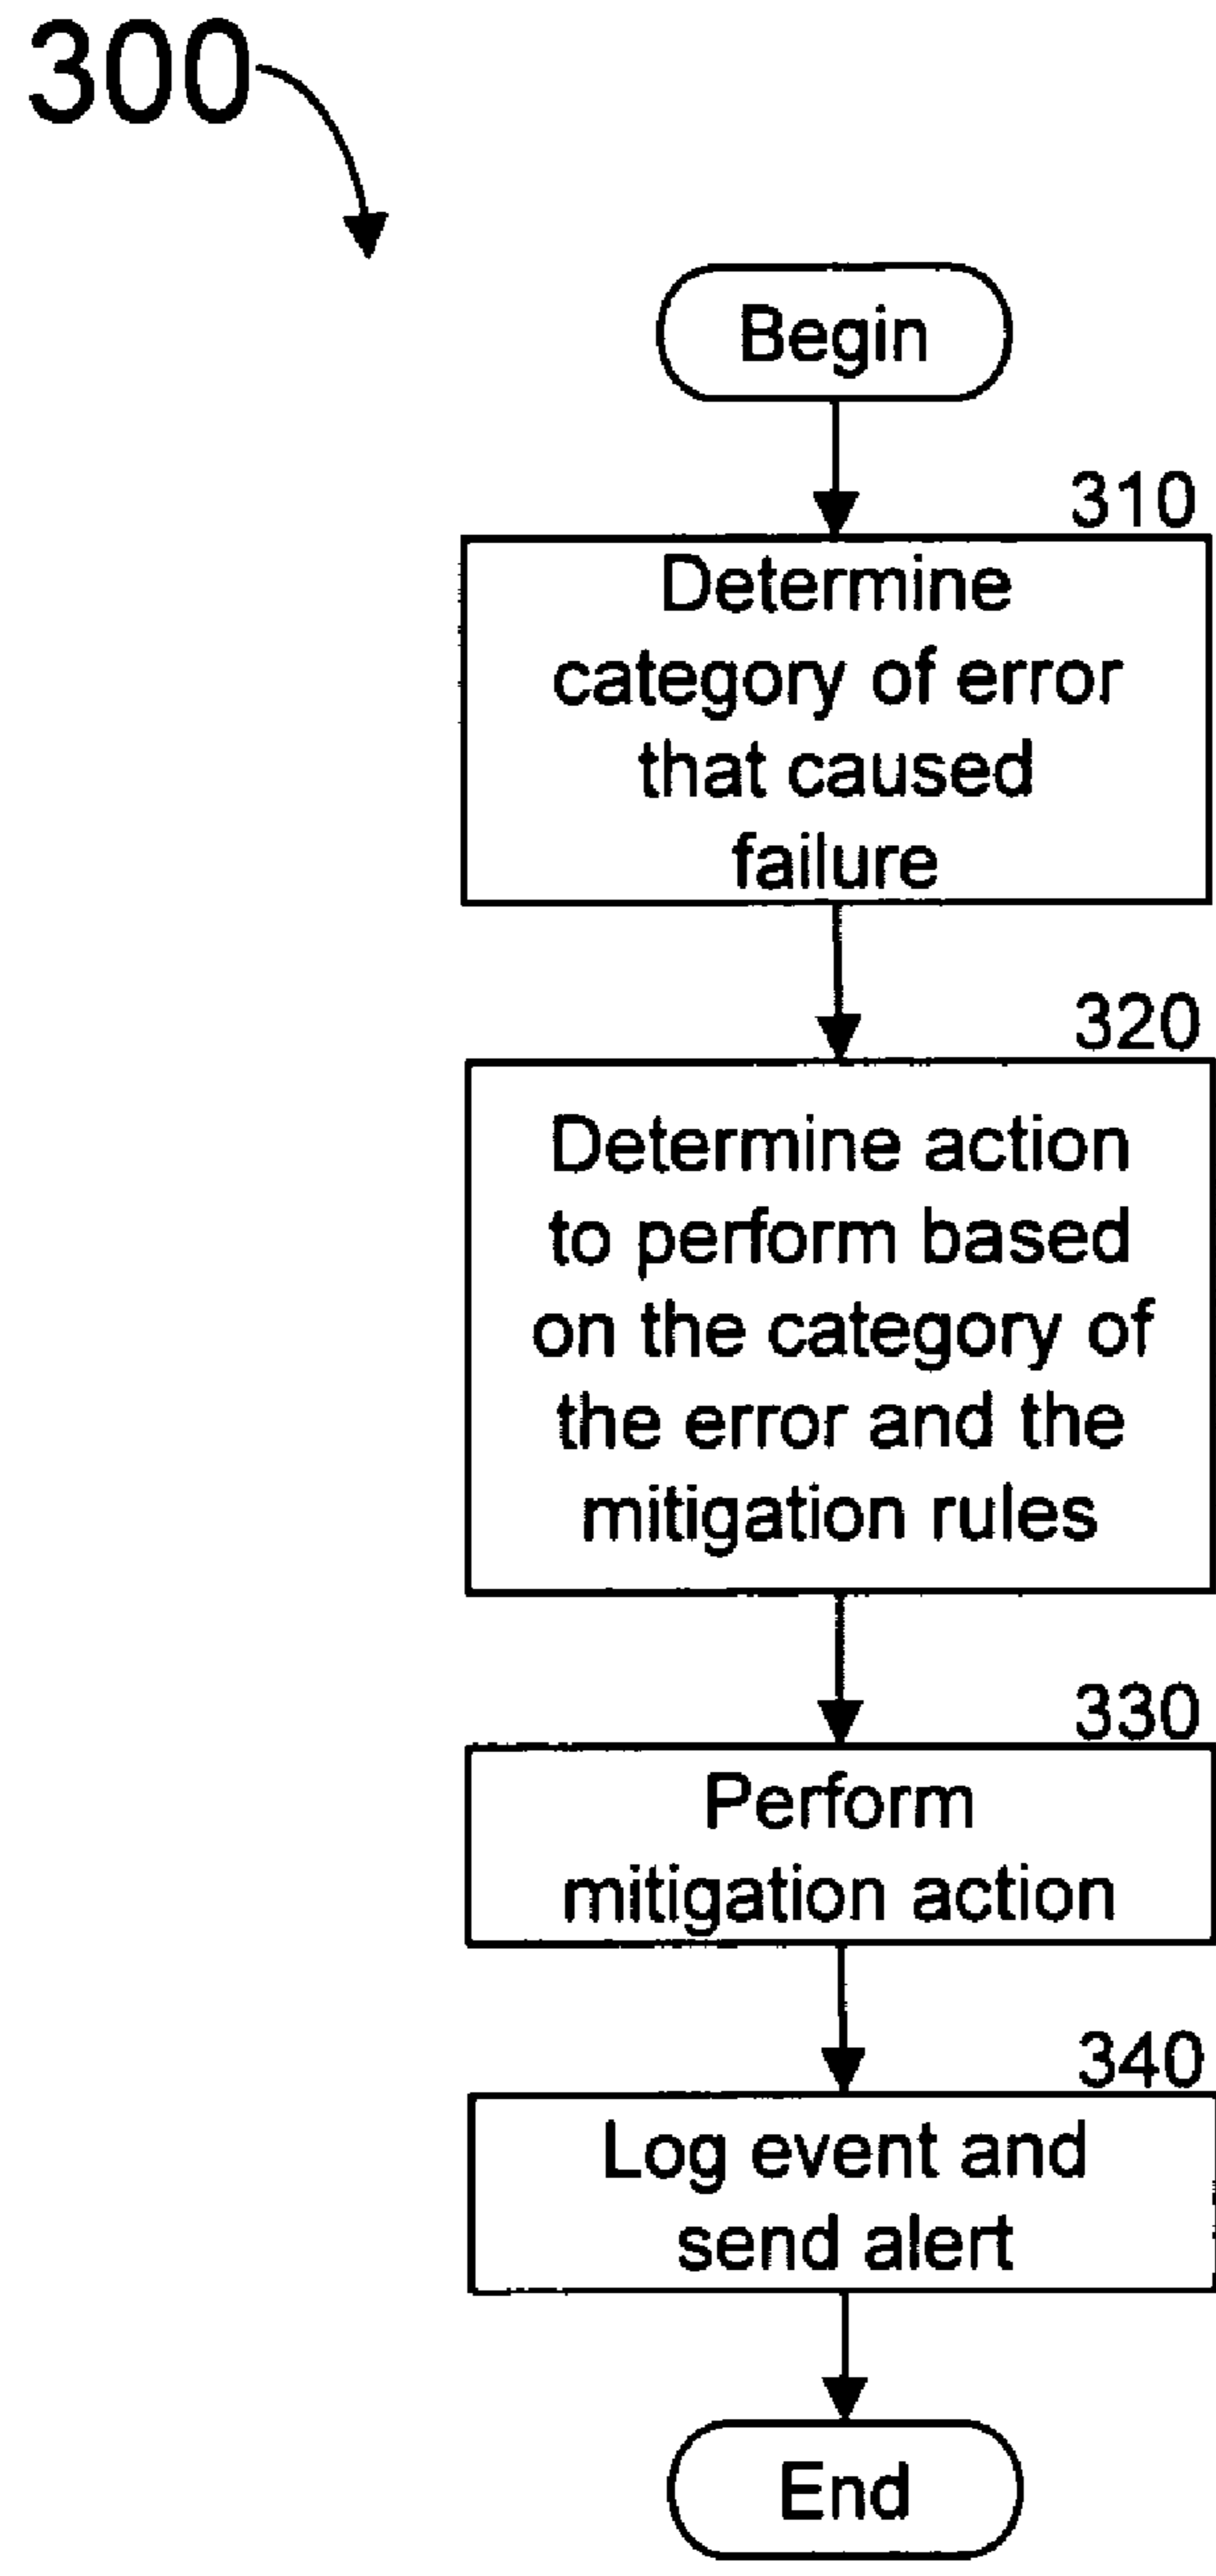 300
Begin
310
Determine
category of error
that caused
failure
320
Determine action
to perform based
on the category of
the error and the
mitigation rules
330
Perform
mitigation action
340
Log event and
send alert
End